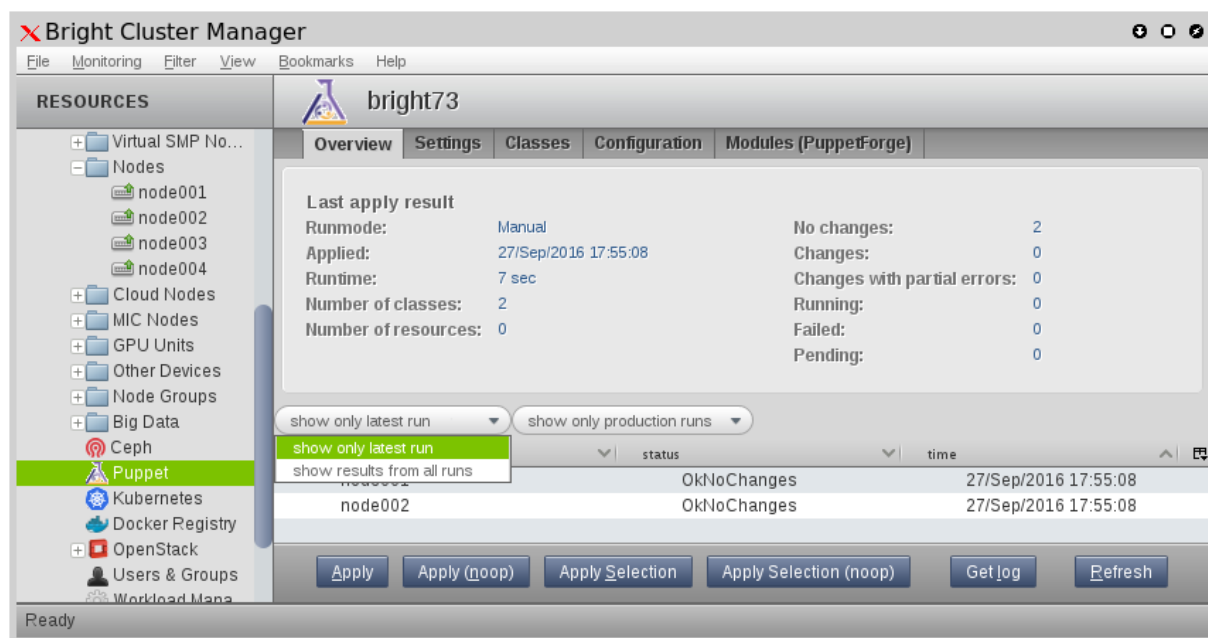 Bright Cluster Manager
File Monitoring Filter View Bookmarks Help
RESOURCES
Virtual SMP No...
Nodes
node001
node002
node003
node004
Cloud Nodes
MIC Nodes
GPU Units
Other Devices
Node Groups
Big Data
Ceph
Puppet
Kubernetes
Docker Registry
OpenStack
Users & Groups
Workload Mana
bright73
Overview Settings Classes Configuration Modules (PuppetForge)
Last apply result
Runmode: Manual
Applied: 27/Sep/2016 17:55:08
Runtime: 7 sec
Number of classes: 2
Number of resources: 0
No changes: 2
Changes: 0
Changes with partial errors: 0
Running: 0
Failed: 0
Pending: 0
show only latest run show only production runs
show only latest run
show results from all runs
status time
OkNoChanges 27/Sep/2016 17:55:08
node002 OkNoChanges 27/Sep/2016 17:55:08
Apply Apply (noop) Apply Selection Apply Selection (noop) Get log Refresh
Ready